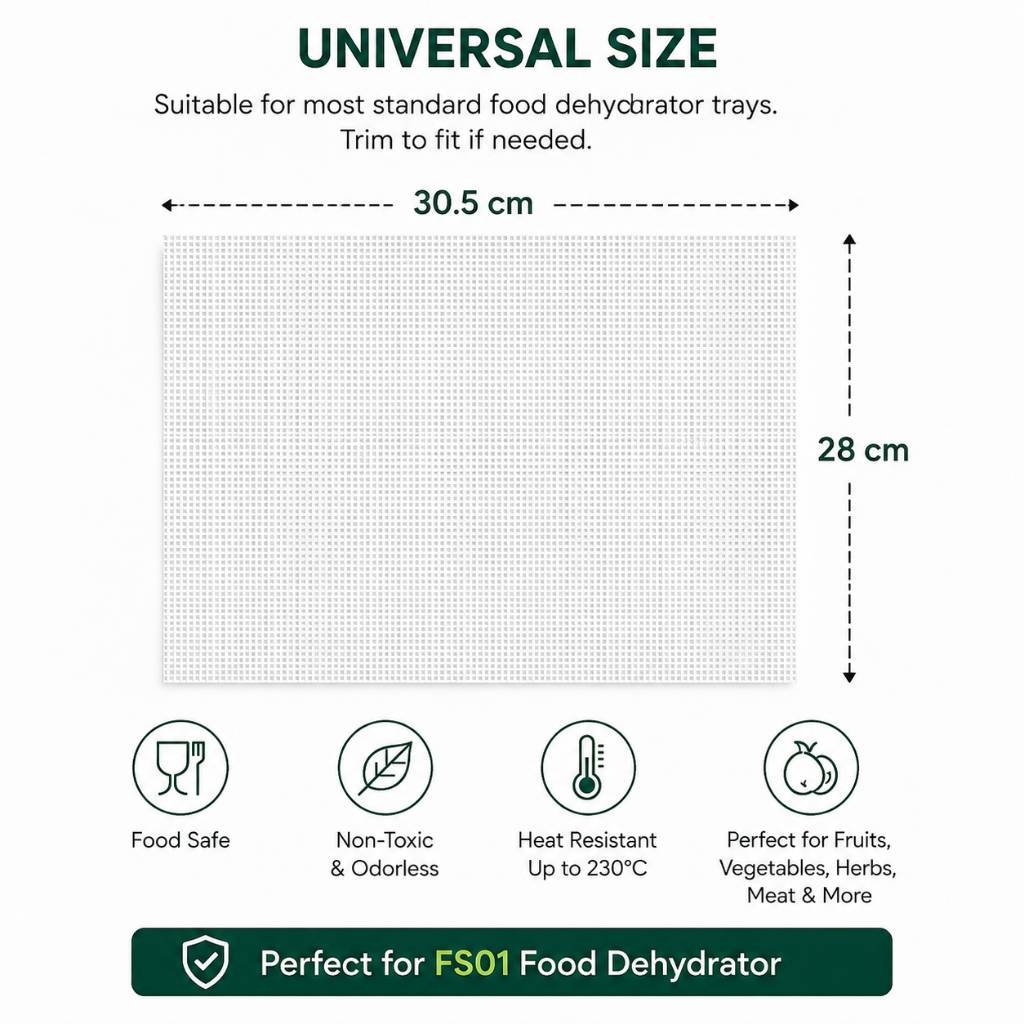 UNIVERSAL SIZE
Suitable for most standard food dehydrator trays.
Trim to fit if needed.
30.5 cm
28 cm
Food Safe
Non-Toxic
& Odorless
Heat Resistant
Up to 230°C
Perfect for Fruits,
Vegetables, Herbs,
Meat & More
Perfect for FS01 Food Dehydrator